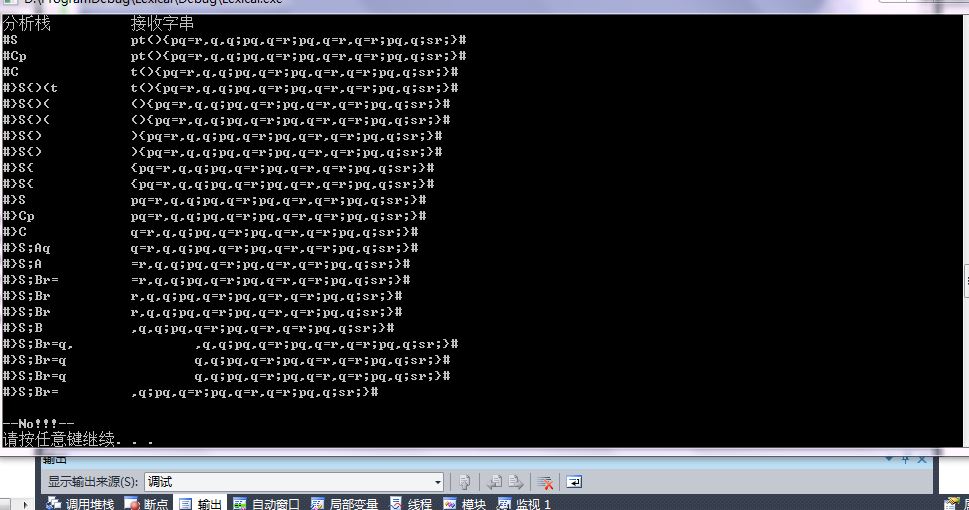 D:\ProgramDebug\Lexical\Debug\Lexical.exe
分析栈 接收字串
#S pt(){pq=r,q,q;pq,q=r;pq,q=r,q=r;pq,q;sr;}#
#Cp pt(){pq=r,q,q;pq,q=r;pq,q=r,q=r;pq,q;sr;}#
#C t(){pq=r,q,q;pq,q=r;pq,q=r,q=r;pq,q;sr;}#
#}S{)(t t(){pq=r,q,q;pq,q=r;pq,q=r,q=r;pq,q;sr;}#
#}S{)( (){pq=r,q,q;pq,q=r;pq,q=r,q=r;pq,q;sr;}#
#}S{)( (){pq=r,q,q;pq,q=r;pq,q=r,q=r;pq,q;sr;}#
#}S{) ){pq=r,q,q;pq,q=r;pq,q=r,q=r;pq,q;sr;}#
#}S{) ){pq=r,q,q;pq,q=r;pq,q=r,q=r;pq,q;sr;}#
#}S{ {pq=r,q,q;pq,q=r;pq,q=r,q=r;pq,q;sr;}#
#}S{ {pq=r,q,q;pq,q=r;pq,q=r,q=r;pq,q;sr;}#
#}S pq=r,q,q;pq,q=r;pq,q=r,q=r;pq,q;sr;}#
#}Cp pq=r,q,q;pq,q=r;pq,q=r,q=r;pq,q;sr;}#
#}C q=r,q,q;pq,q=r;pq,q=r,q=r;pq,q;sr;}#
#}S;Aq q=r,q,q;pq,q=r;pq,q=r,q=r;pq,q;sr;}#
#}S;A =r,q,q;pq,q=r;pq,q=r,q=r;pq,q;sr;}#
#}S;Br= =r,q,q;pq,q=r;pq,q=r,q=r;pq,q;sr;}#
#}S;Br r,q,q;pq,q=r;pq,q=r,q=r;pq,q;sr;}#
#}S;Br r,q,q;pq,q=r;pq,q=r,q=r;pq,q;sr;}#
#}S;B ,q,q;pq,q=r;pq,q=r,q=r;pq,q;sr;}#
#}S;Br=q, ,q,q;pq,q=r;pq,q=r,q=r;pq,q;sr;}#
#}S;Br=q q,q;pq,q=r;pq,q=r,q=r;pq,q;sr;}#
#}S;Br=q q,q;pq,q=r;pq,q=r,q=r;pq,q;sr;}#
#}S;Br= ,q;pq,q=r;pq,q=r,q=r;pq,q;sr;}#
--No!!!--
请按任意键继续. . .
输出
显示输出来源(S): 调试
调用堆栈 断点 输出 自动窗口 局部变量 线程 模块 监视 1